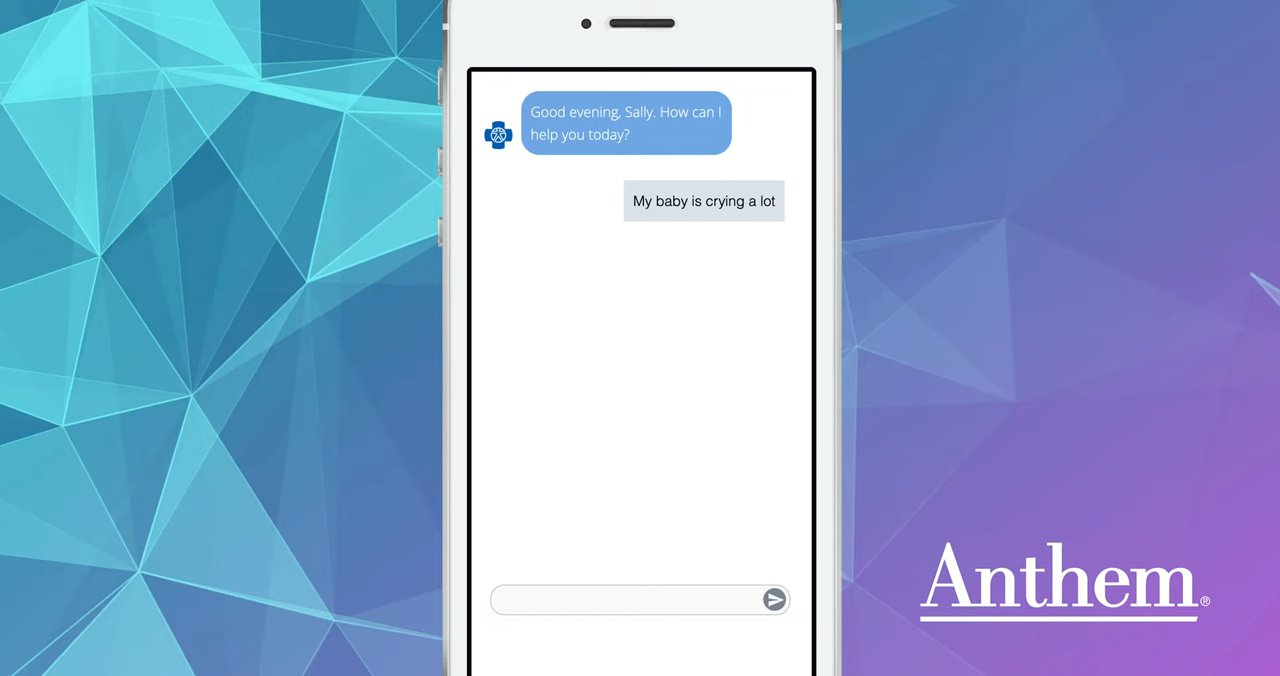 Good evening, Sally. How can I
help you today?
My baby is crying a lot
Anthem®